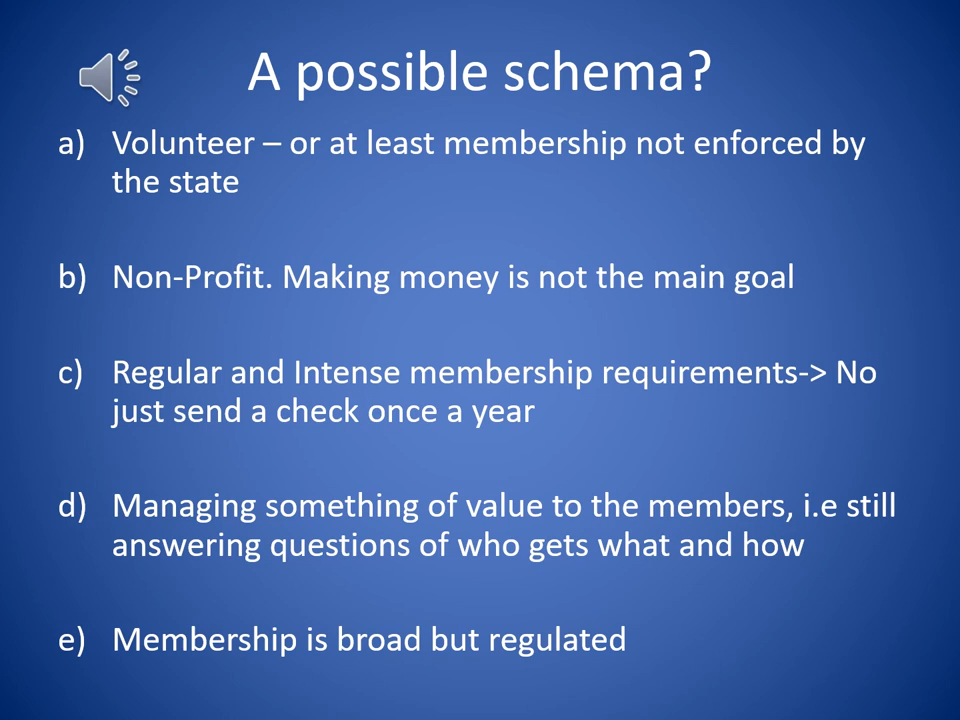 A possible schema?
a) Volunteer – or at least membership not enforced by
the state
b) Non-Profit. Making money is not the main goal
c) Regular and Intense membership requirements-> No
just send a check once a year
d) Managing something of value to the members, i.e still
answering questions of who gets what and how
e) Membership is broad but regulated